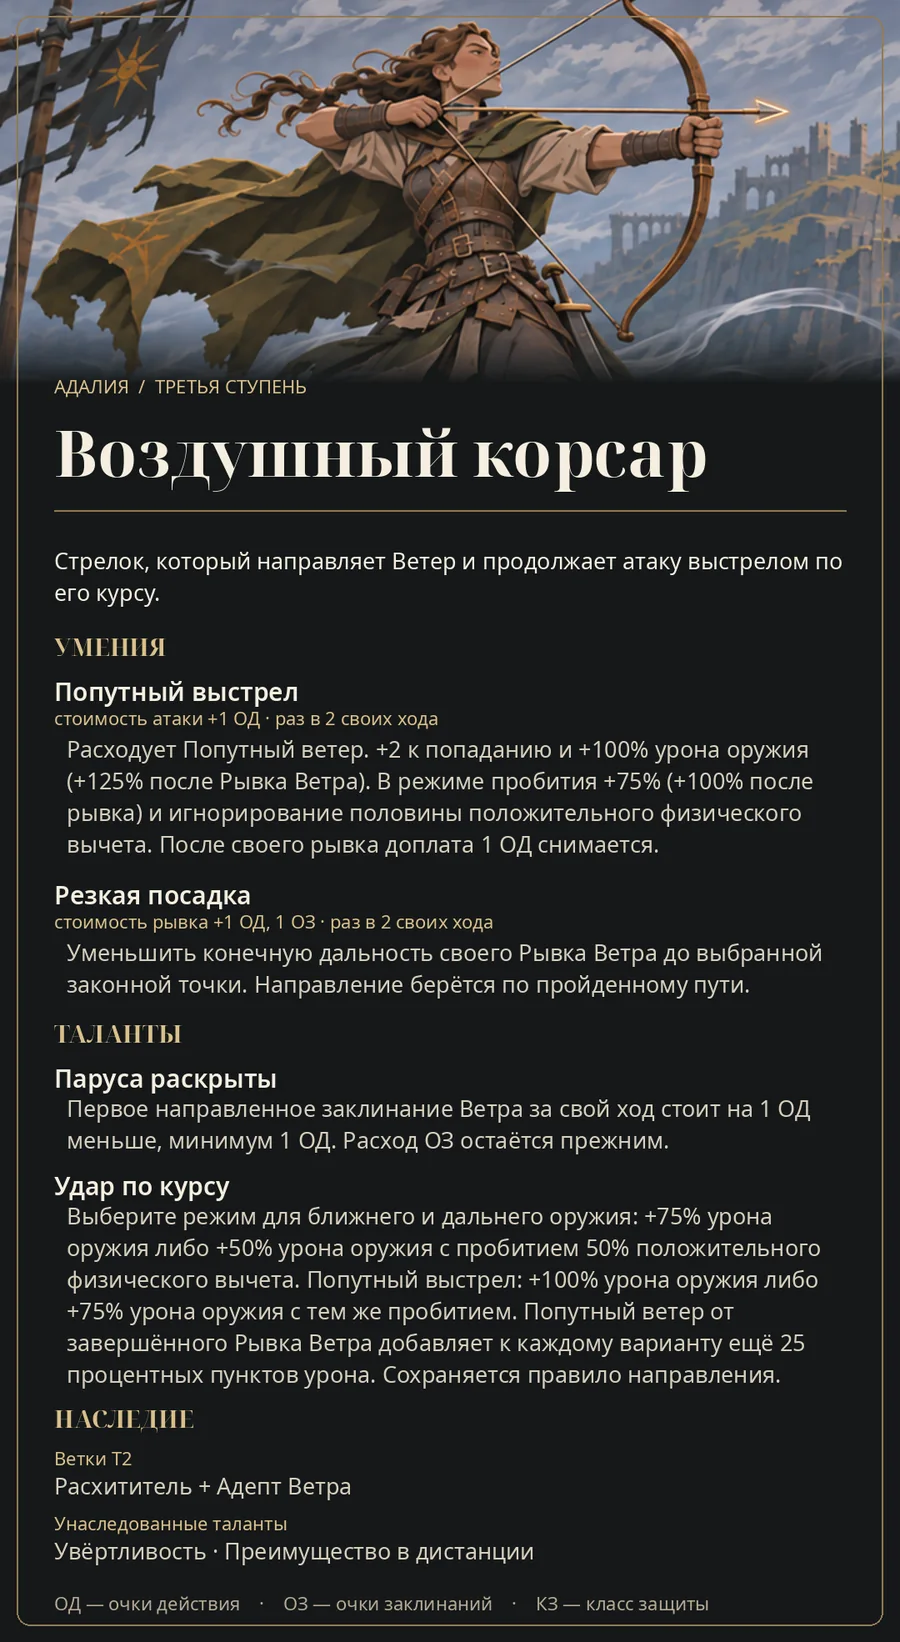 АДАЛИЯ / ТРЕТЬЯ СТУПЕНЬ
Воздушный корсар
Стрелок, который направляет Ветер и продолжает атаку выстрелом по
его курсу.
УМЕНИЯ
Попутный выстрел
стоимость атаки +1 ОД · раз в 2 своих хода
Расходует Попутный ветер. +2 к попаданию и +100% урона оружия
(+125% после Рывка Ветра). В режиме пробития +75% (+100% после
рывка) и игнорирование половины положительного физического
вычета. После своего рывка доплата 1 ОД снимается.
Резкая посадка
стоимость рывка +1 ОД, 1 ОЗ · раз в 2 своих хода
Уменьшить конечную дальность своего Рывка Ветра до выбранной
законной точки. Направление берётся по пройденному пути.
ТАЛАНТЫ
Паруса раскрыты
Первое направленное заклинание Ветра за свой ход стоит на 1 ОД
меньше, минимум 1 ОД. Расход ОЗ остаётся прежним.
Удар по курсу
Выберите режим для ближнего и дальнего оружия: +75% урона
оружия либо +50% урона оружия с пробитием 50% положительного
физического вычета. Попутный выстрел: +100% урона оружия либо
+75% урона оружия с тем же пробитием. Попутный ветер от
завершённого Рывка Ветра добавляет к каждому варианту ещё 25
процентных пунктов урона. Сохраняется правило направления.
НАСЛЕДИЕ
Ветки Т2
Расхититель + Адепт Ветра
Унаследованные таланты
Увёртливость · Преимущество в дистанции
ОД — очки действия · ОЗ — очки заклинаний · КЗ — класс защиты